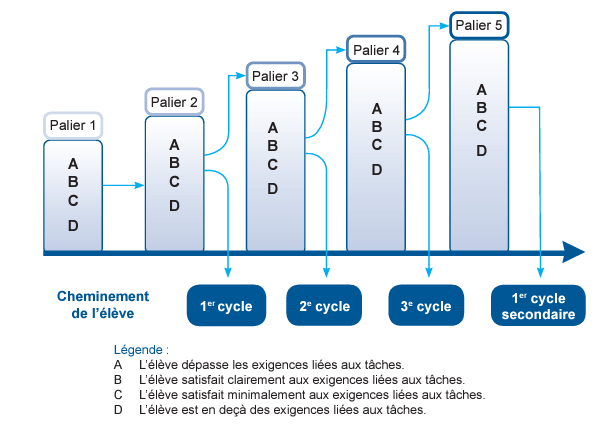 Palier 1
A
B
C
D
Palier 2
A
B
C
D
Palier 3
A
B
C
D
Palier 4
A
B
C
D
Palier 5
A
B
C
D
Cheminement
de l’élève
1er cycle
2e cycle
3e cycle
1er cycle
secondaire
Légende :
A L’élève dépasse les exigences liées aux tâches.
B L’élève satisfait clairement aux exigences liées aux tâches.
C L’élève satisfait minimalement aux exigences liées aux tâches.
D L’élève est en deçà des exigences liées aux tâches.